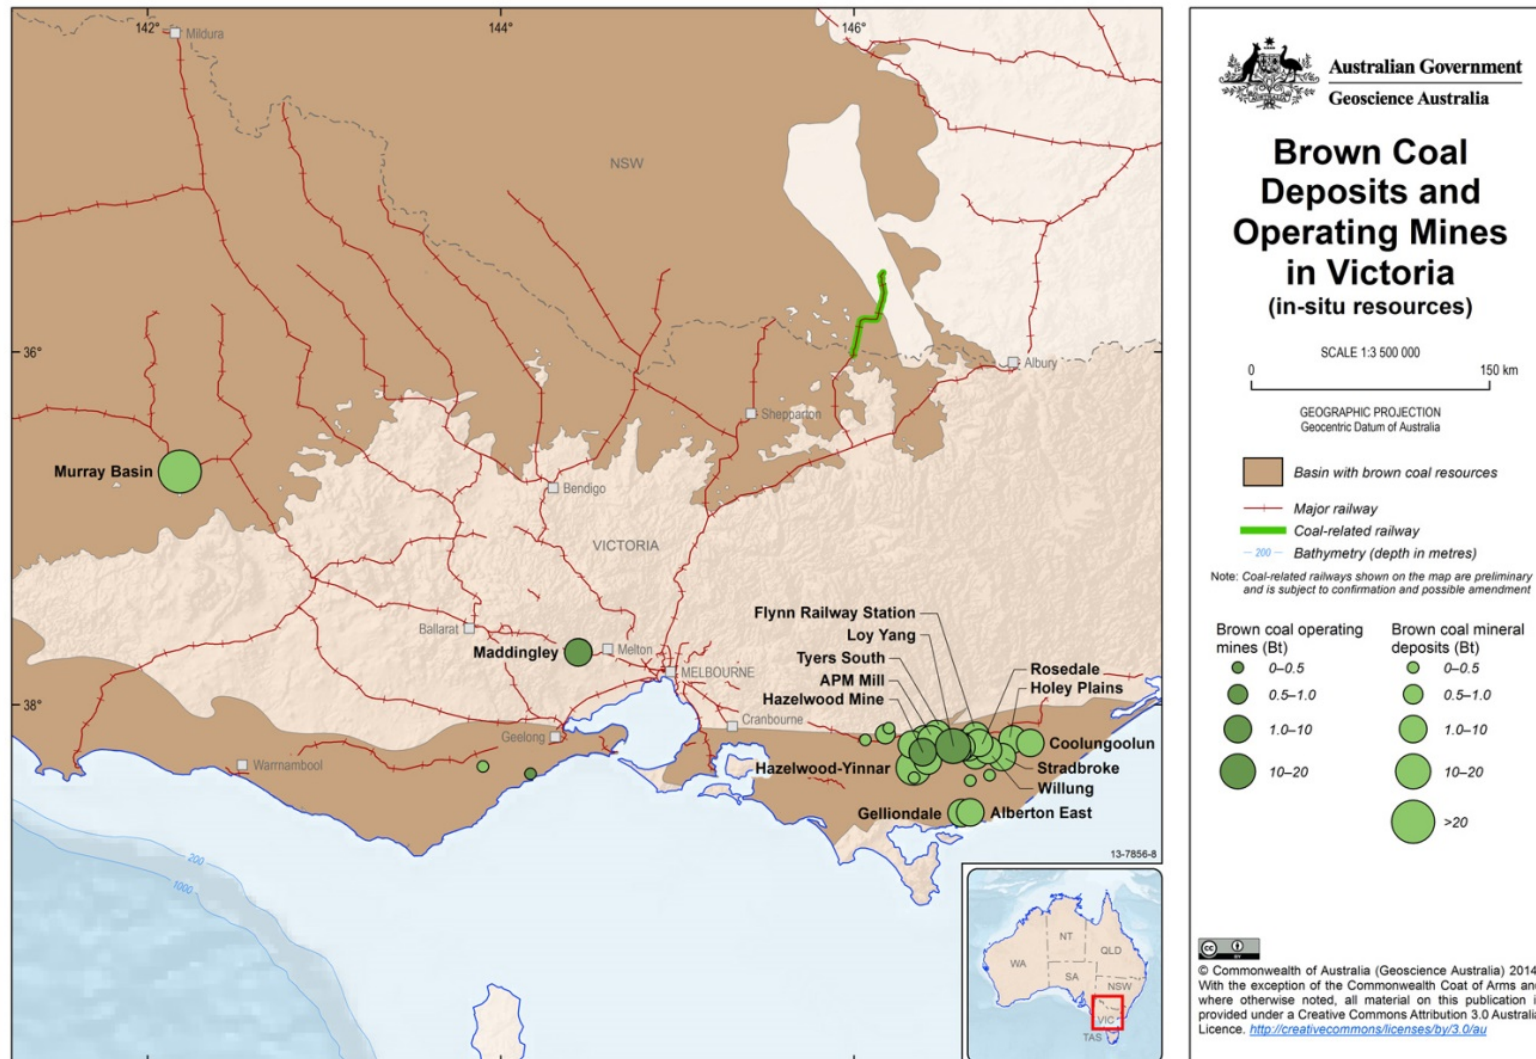 142°
144°
146°
Mildura
NSW
36°
Albury
Shepparton
Murray Basin
Bendigo
VICTORIA
Flynn Railway Station
Loy Yang
Ballarat
Maddingley
Melton
Tyers South
MELBOURNE
Rosedale
APM Mill
Holey Plains
Hazelwood Mine
38°
Cranbourne
Geelong
Coolungoolun
Warrnambool
Hazelwood-Yinnar
Stradbroke
Willung
Gelliondale
Alberton East
13-7856-8
200
1000
NT
QLD
WA
SA
NSW
VIC
TAS
Australian Government
Geoscience Australia
Brown Coal
Deposits and
Operating Mines
in Victoria
(in-situ resources)
SCALE 1:3 500 000
0 150 km
GEOGRAPHIC PROJECTION
Geocentric Datum of Australia
Basin with brown coal resources
Major railway
Coal-related railway
200 Bathymetry (depth in metres)
Note: Coal-related railways shown on the map are preliminary
and is subject to confirmation and possible amendment
Brown coal operating
mines (Bt)
0–0.5
0.5–1.0
1.0–10
10–20
Brown coal mineral
deposits (Bt)
0–0.5
0.5–1.0
1.0–10
10–20
>20
cc
BY
© Commonwealth of Australia (Geoscience Australia) 2014.
With the exception of the Commonwealth Coat of Arms and
where otherwise noted, all material on this publication is
provided under a Creative Commons Attribution 3.0 Australia
Licence. http://creativecommons/licenses/by/3.0/au